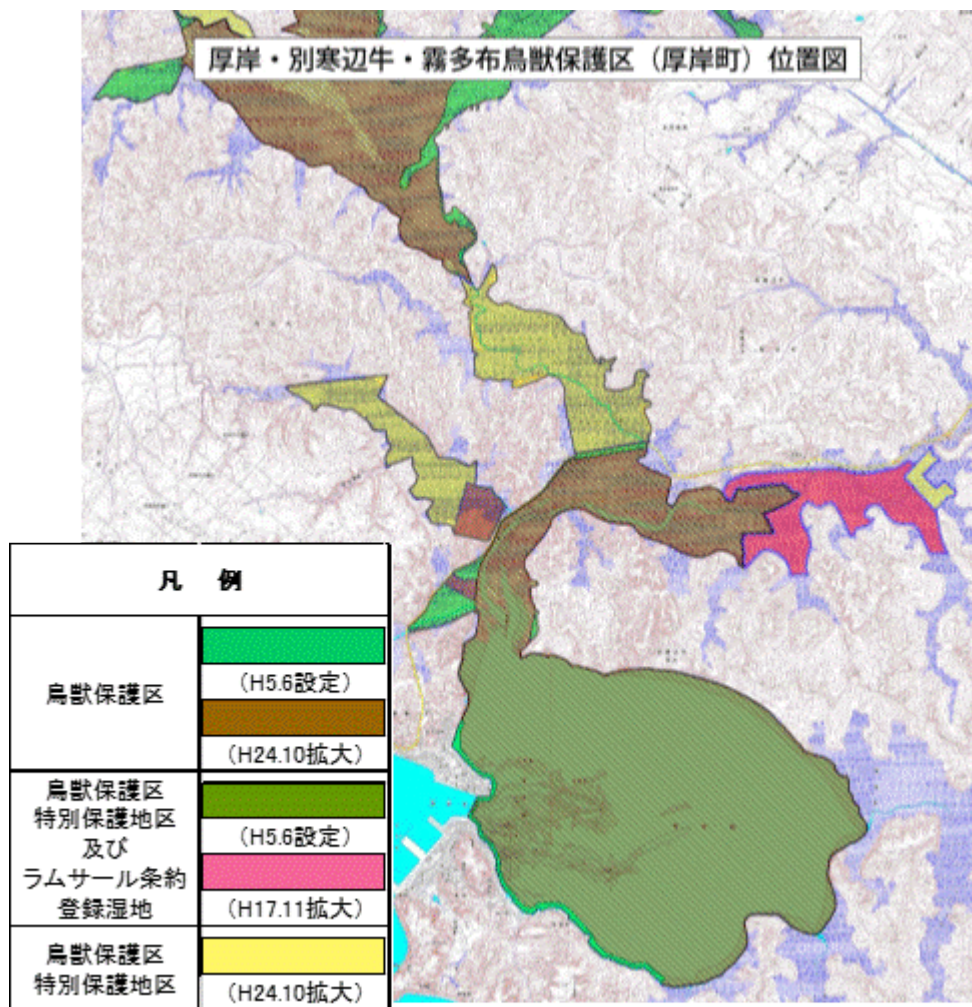 厚岸・別寒辺牛・霧多布鳥獣保護区（厚岸町）位置図
凡　例
鳥獣保護区
（H5.6設定）
（H24.10拡大）
鳥獣保護区
特別保護地区
及び
ラムサール条約
登録湿地
（H5.6設定）
（H17.11拡大）
鳥獣保護区
特別保護地区
（H24.10拡大）